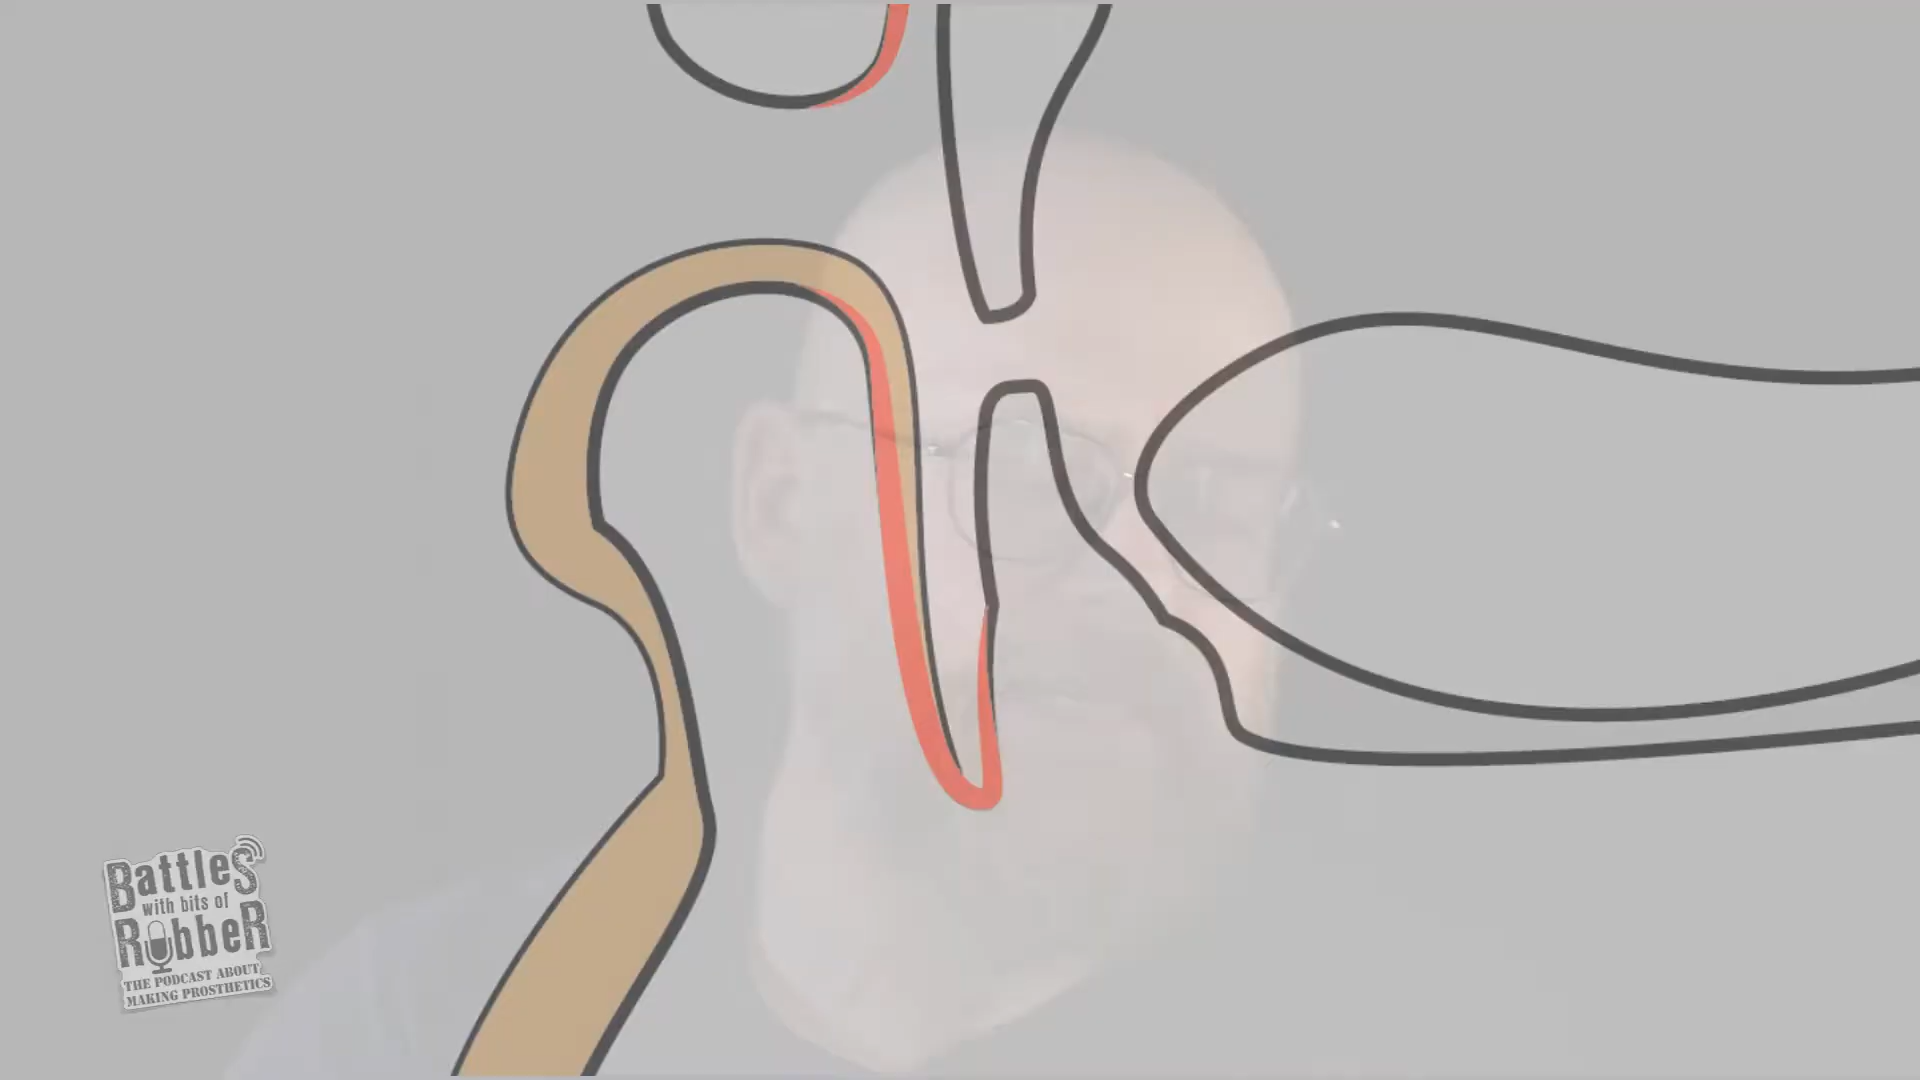 BattleS
with bits of
RubbeR
THE PODCAST ABOUT
MAKING PROSTHETICS